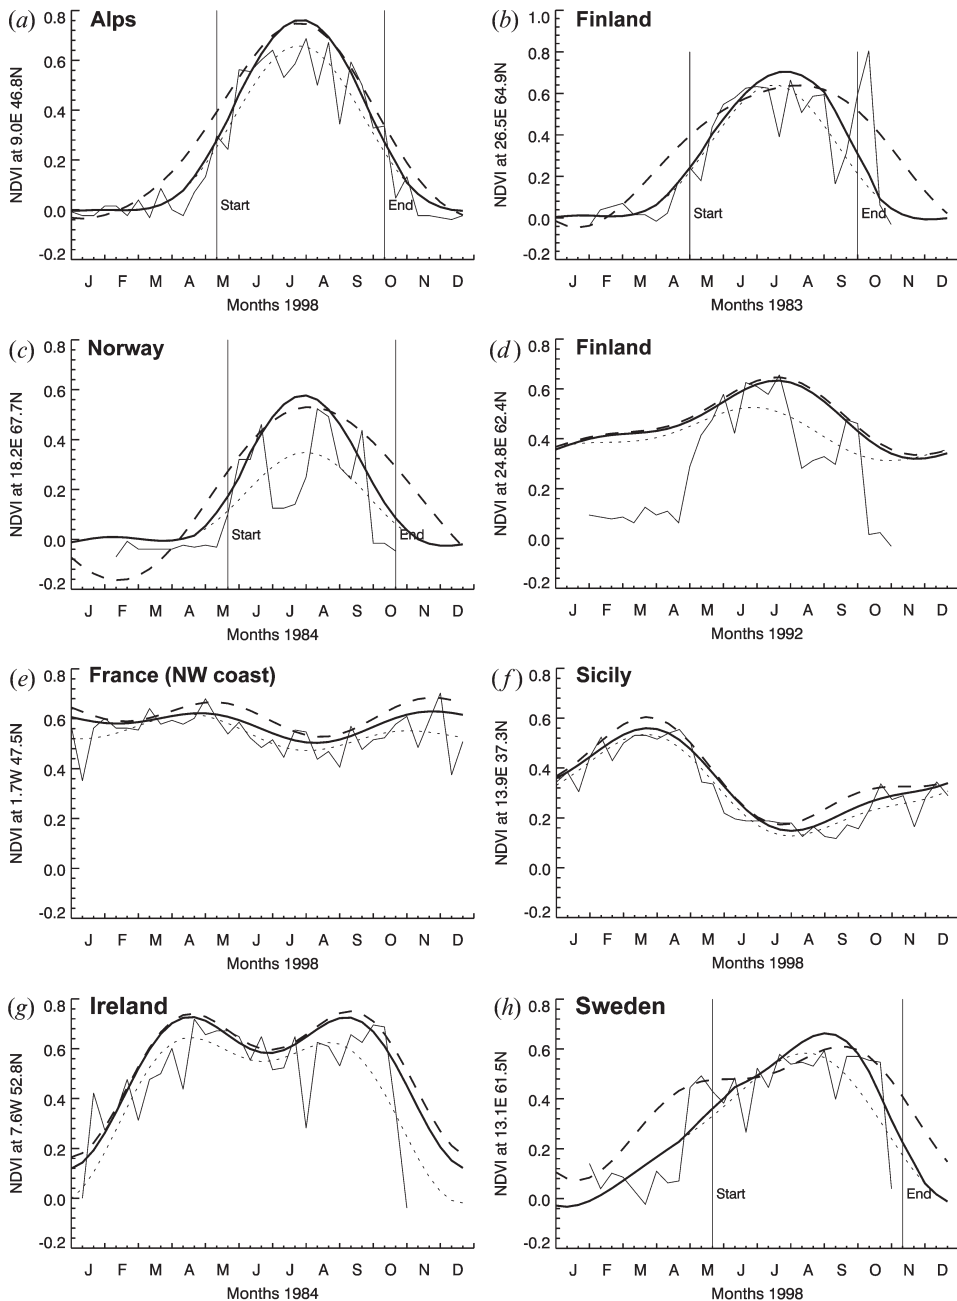 (a) Alps
0.8
0.6
0.4
0.2
0.0
-0.2
NDVI at 9.0E 46.8N
Start
End
J F M A M J J A S O N D
Months 1998
(b) Finland
1.0
0.8
0.6
0.4
0.2
0.0
-0.2
NDVI at 26.5E 64.9N
Start
End
J F M A M J J A S O N D
Months 1983
(c) Norway
0.8
0.6
0.4
0.2
0.0
-0.2
NDVI at 18.2E 67.7N
Start
End
J F M A M J J A S O N D
Months 1984
(d) Finland
0.8
0.6
0.4
0.2
0.0
-0.2
NDVI at 24.8E 62.4N
J F M A M J J A S O N D
Months 1992
(e) France (NW coast)
0.8
0.6
0.4
0.2
0.0
-0.2
NDVI at 1.7W 47.5N
J F M A M J J A S O N D
Months 1998
(f) Sicily
0.8
0.6
0.4
0.2
0.0
-0.2
NDVI at 13.9E 37.3N
J F M A M J J A S O N D
Months 1998
(g) Ireland
0.8
0.6
0.4
0.2
0.0
-0.2
NDVI at 7.6W 52.8N
J F M A M J J A S O N D
Months 1984
(h) Sweden
0.8
0.6
0.4
0.2
0.0
-0.2
NDVI at 13.1E 61.5N
Start
End
J F M A M J J A S O N D
Months 1998